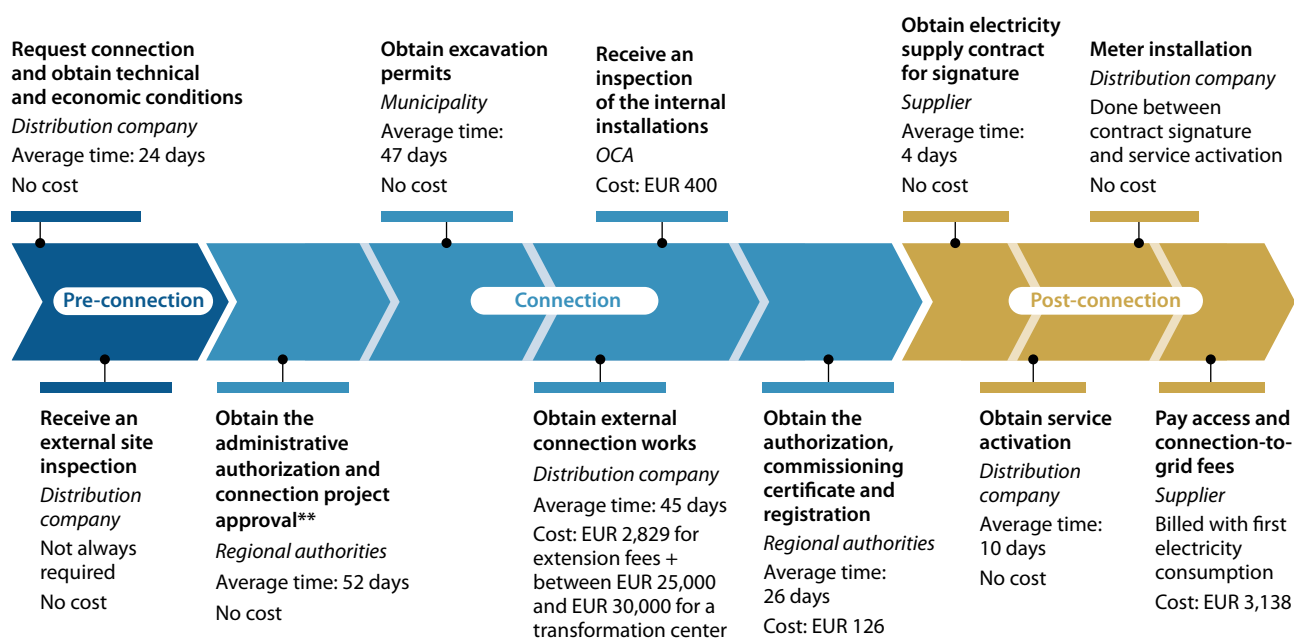 Request connection
and obtain technical
and economic conditions
Distribution company
Average time: 24 days
No cost
Obtain excavation
permits
Municipality
Average time:
47 days
No cost
Receive an
inspection
of the internal
installations
OCA
Cost: EUR 400
Obtain electricity
supply contract
for signature
Supplier
Average time:
4 days
No cost
Meter installation
Distribution company
Done between
contract signature
and service activation
No cost
Pre-connection
Connection
Post-connection
Receive an
external site
inspection
Distribution
company
Not always
required
No cost
Obtain the
administrative
authorization and
connection project
approval**
Regional authorities
Average time: 52 days
No cost
Obtain external
connection works
Distribution company
Average time: 45 days
Cost: EUR 2,829 for
extension fees +
between EUR 25,000
and EUR 30,000 for a
transformation center
Obtain the
authorization,
commissioning
certificate and
registration
Regional authorities
Average time:
26 days
Cost: EUR 126
Obtain service
activation
Distribution
company
Average time:
10 days
No cost
Pay access and
connection-to-
grid fees
Supplier
Billed with first
electricity
consumption
Cost: EUR 3,138